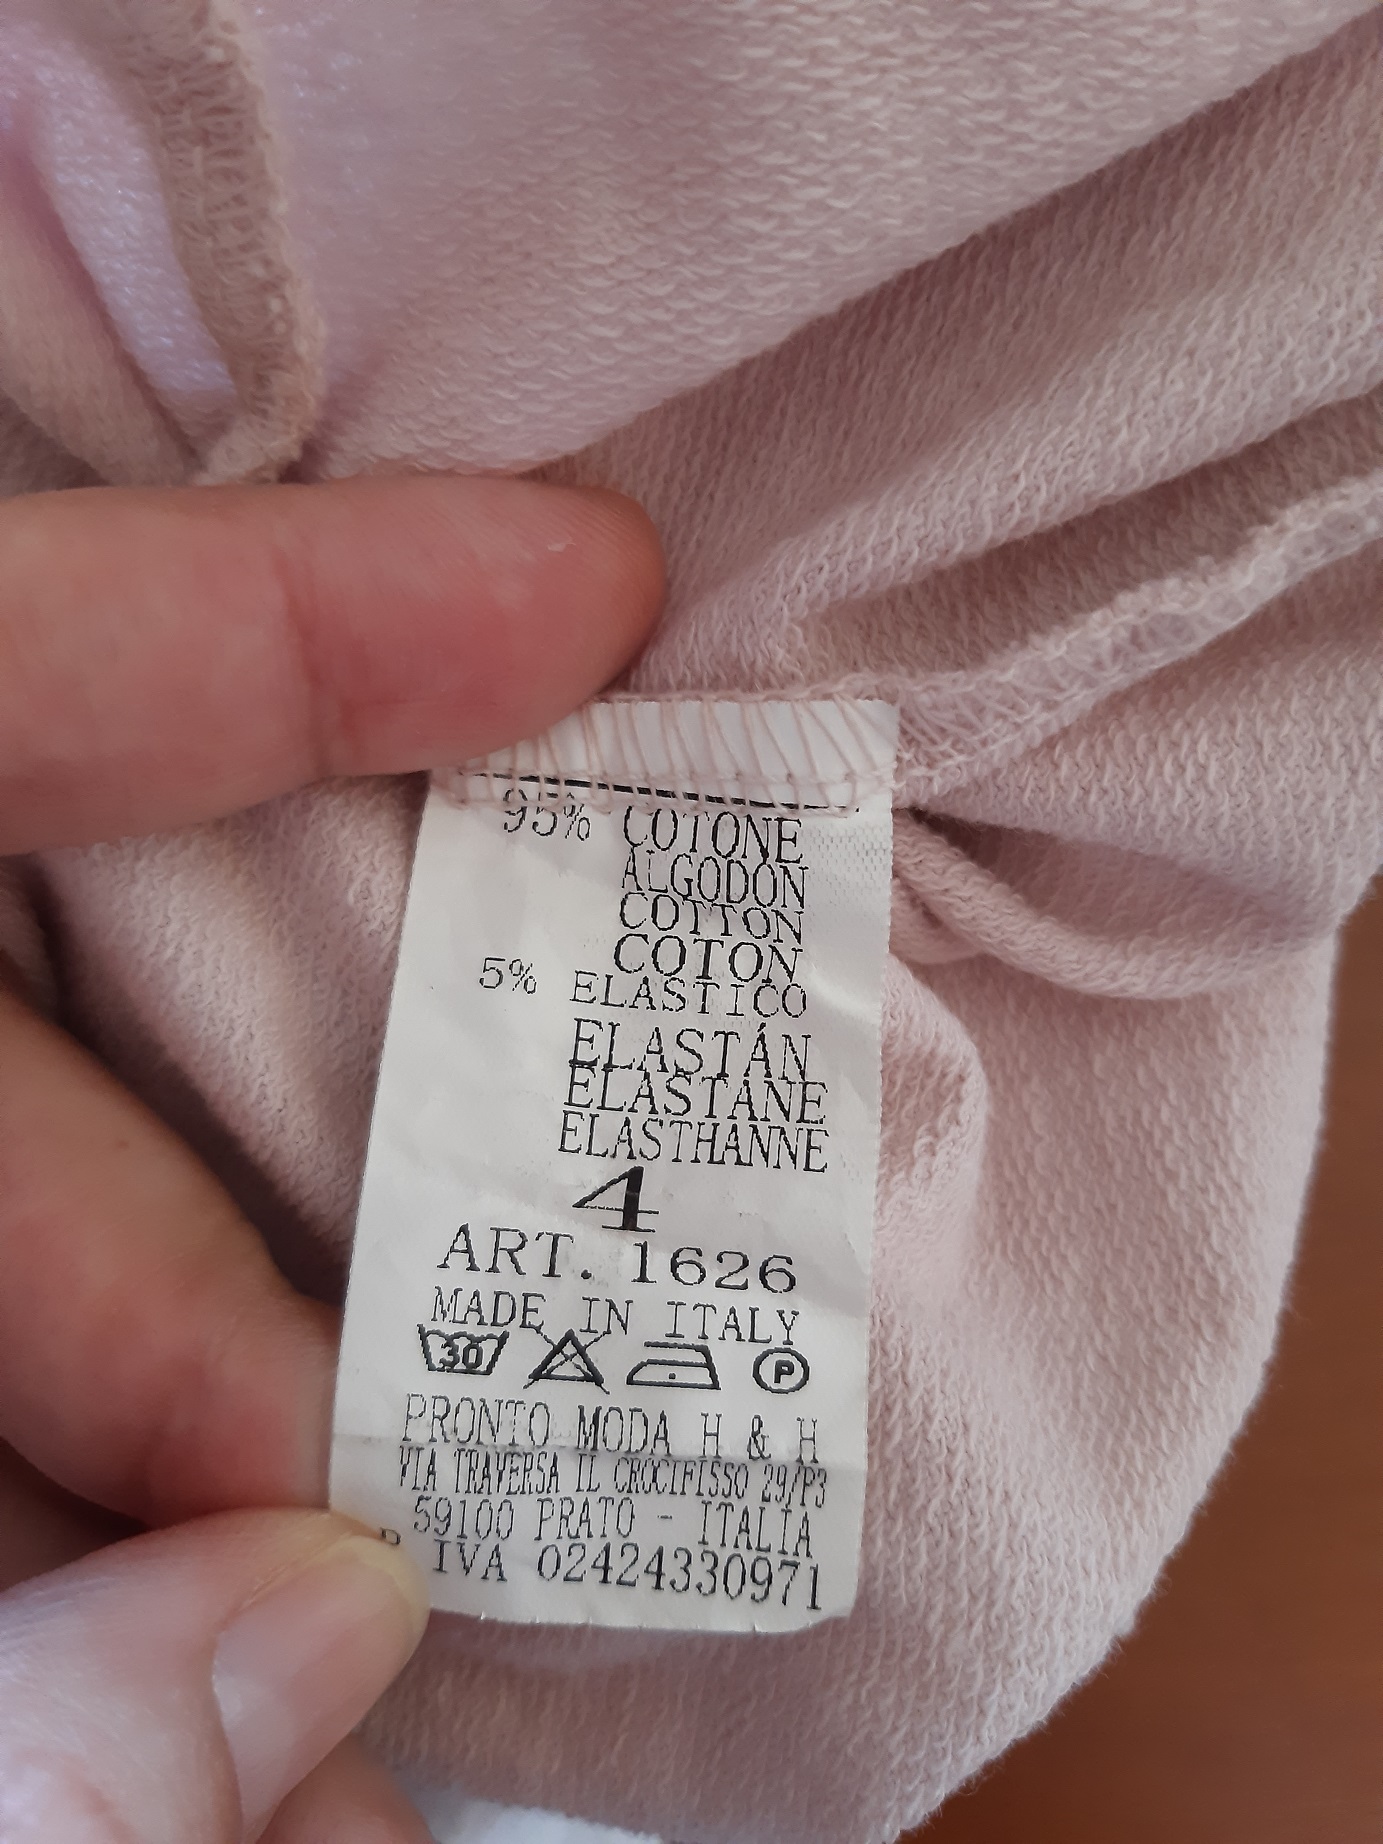 95% COTONE
ALGODÓN
COTTON
COTON
5% ELASTICO
ELASTÁN
ELASTANE
ELASTHANNE
4
ART. 1626
MADE IN ITALY
30 P
PRONTO MODA H & H
VIA TRAVERSA IL CROCIFISSO 29/P3
59100 PRATO - ITALIA
P IVA 02424330971